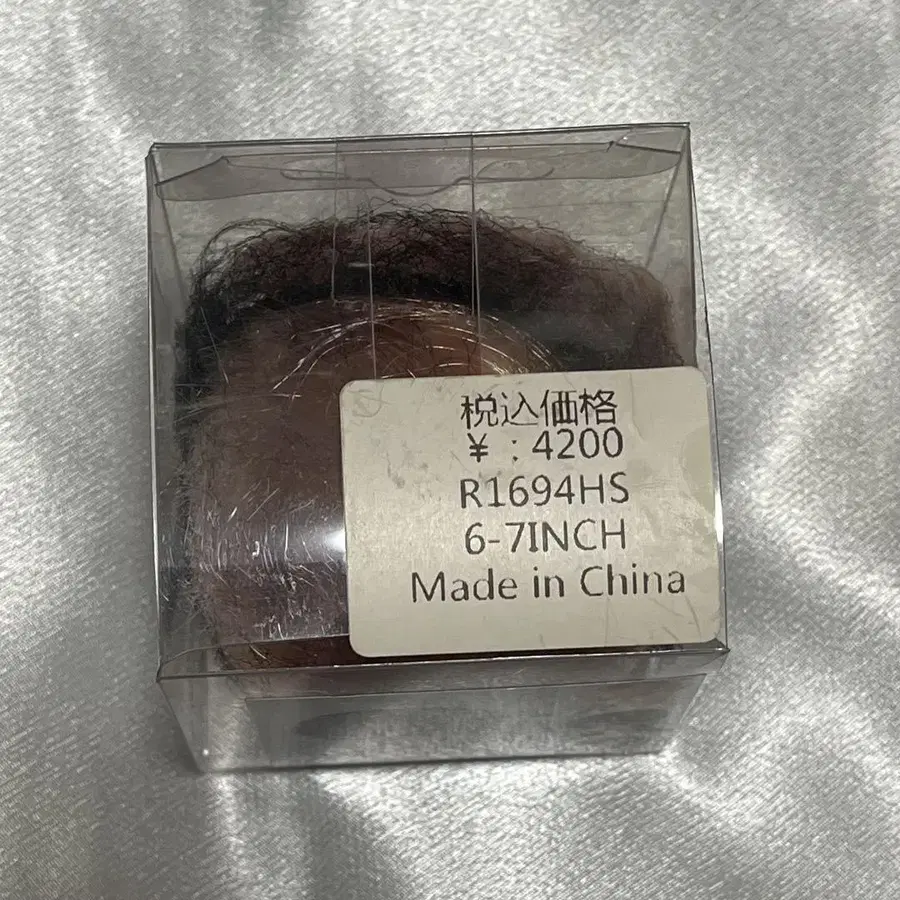 税込価格
¥ : 4200
R1694HS
6-7INCH
Made in China